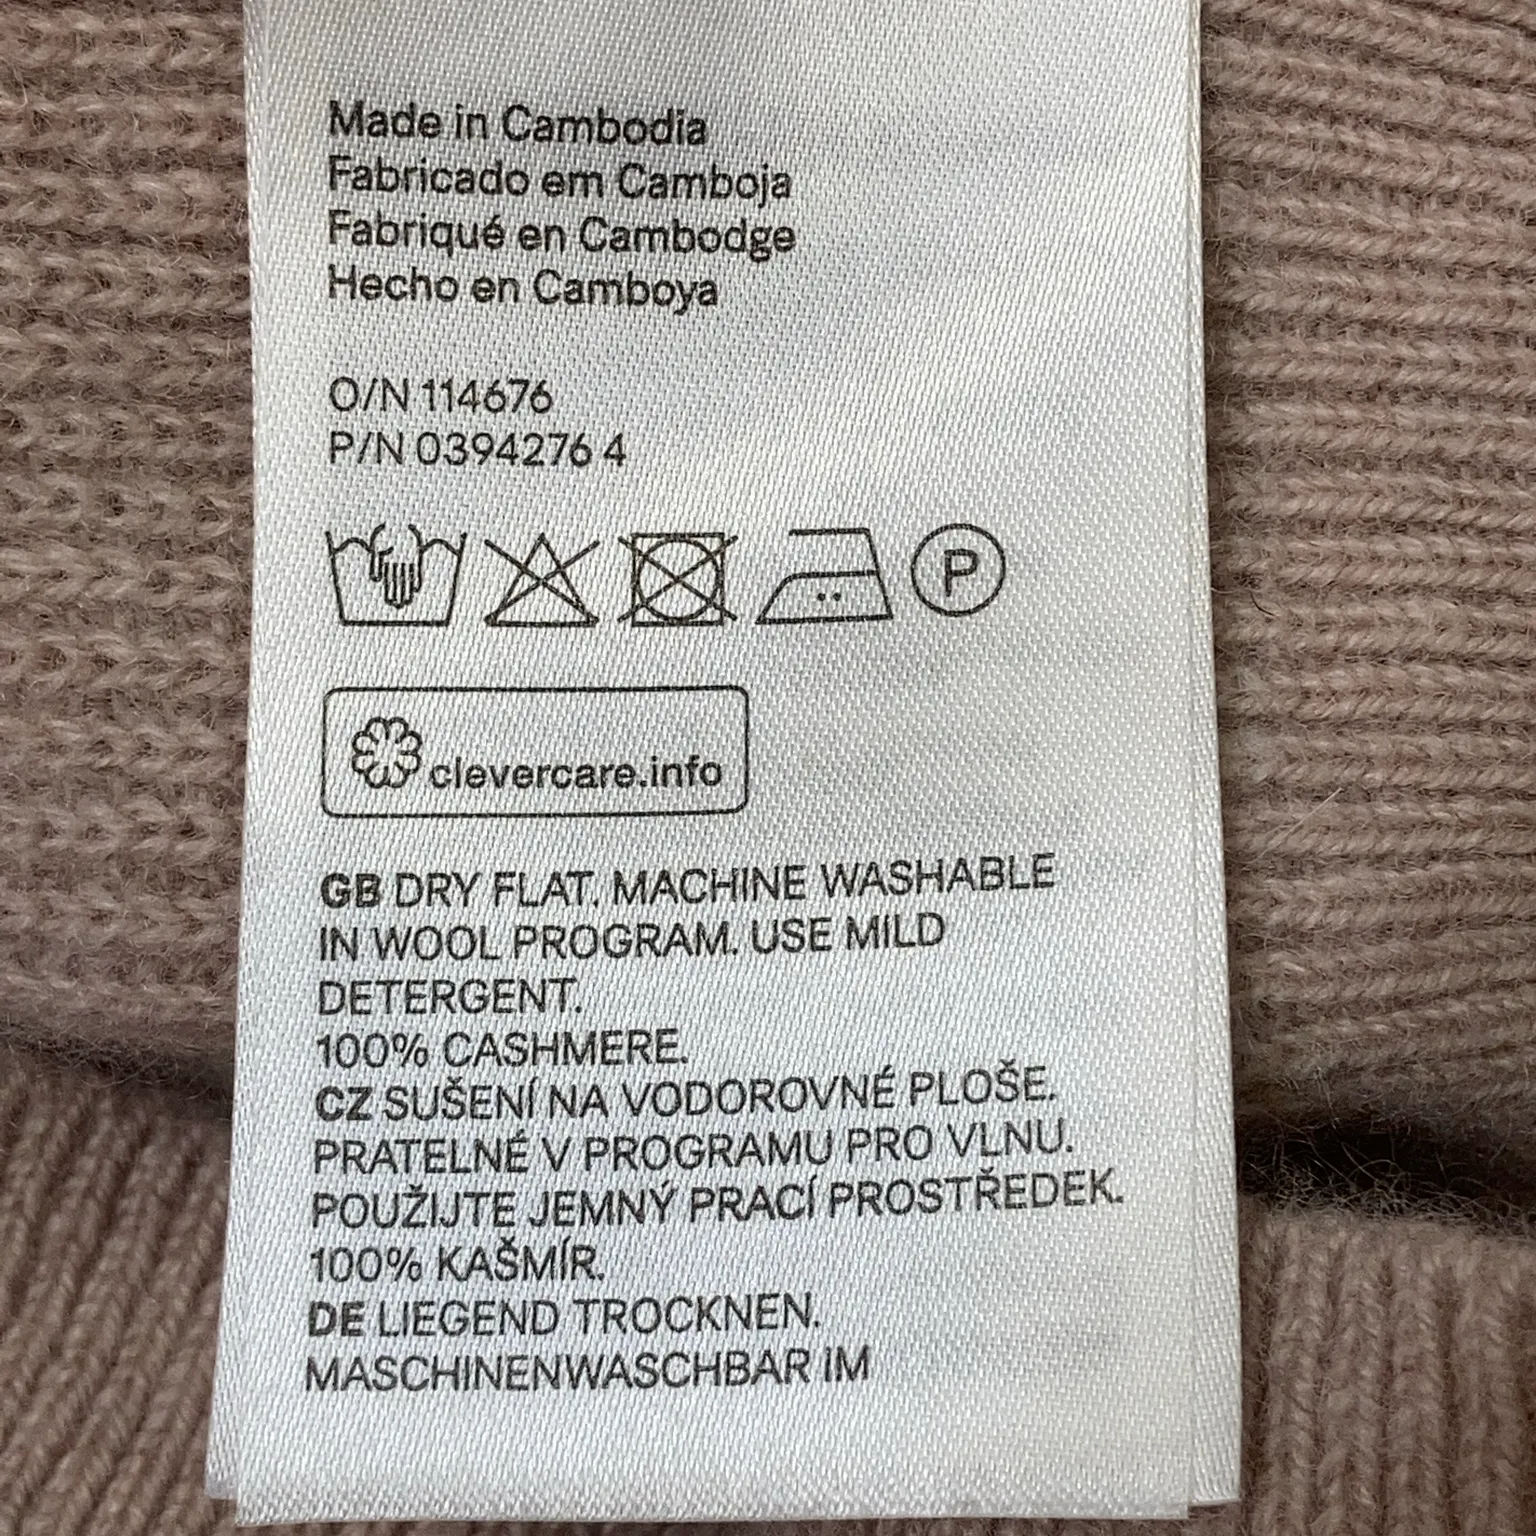 Made in Cambodia
Fabricado em Camboja
Fabriqué en Cambodge
Hecho en Camboya
O/N 114676
P/N 0394276 4
P
clevercare.info
GB DRY FLAT. MACHINE WASHABLE
IN WOOL PROGRAM. USE MILD
DETERGENT.
100% CASHMERE.
CZ SUŠENÍ NA VODOROVNÉ PLOŠE.
PRATELNÉ V PROGRAMU PRO VLNU.
POUŽIJTE JEMNÝ PRACÍ PROSTŘEDEK.
100% KAŠMÍR.
DE LIEGEND TROCKNEN.
MASCHINENWASCHBAR IM